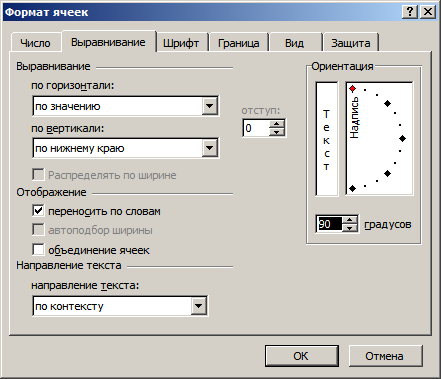 Формат ячеек
Число Выравнивание Шрифт Граница Вид Защита
Выравнивание
по горизонтали:
по значению
отступ:
по вертикали:
0
по нижнему краю
Распределять по ширине
Отображение
переносить по словам
автоподбор ширины
объединение ячеек
Направление текста
направление текста:
по контексту
Ориентация
Текст
Надпись
90 градусов
ОК Отмена